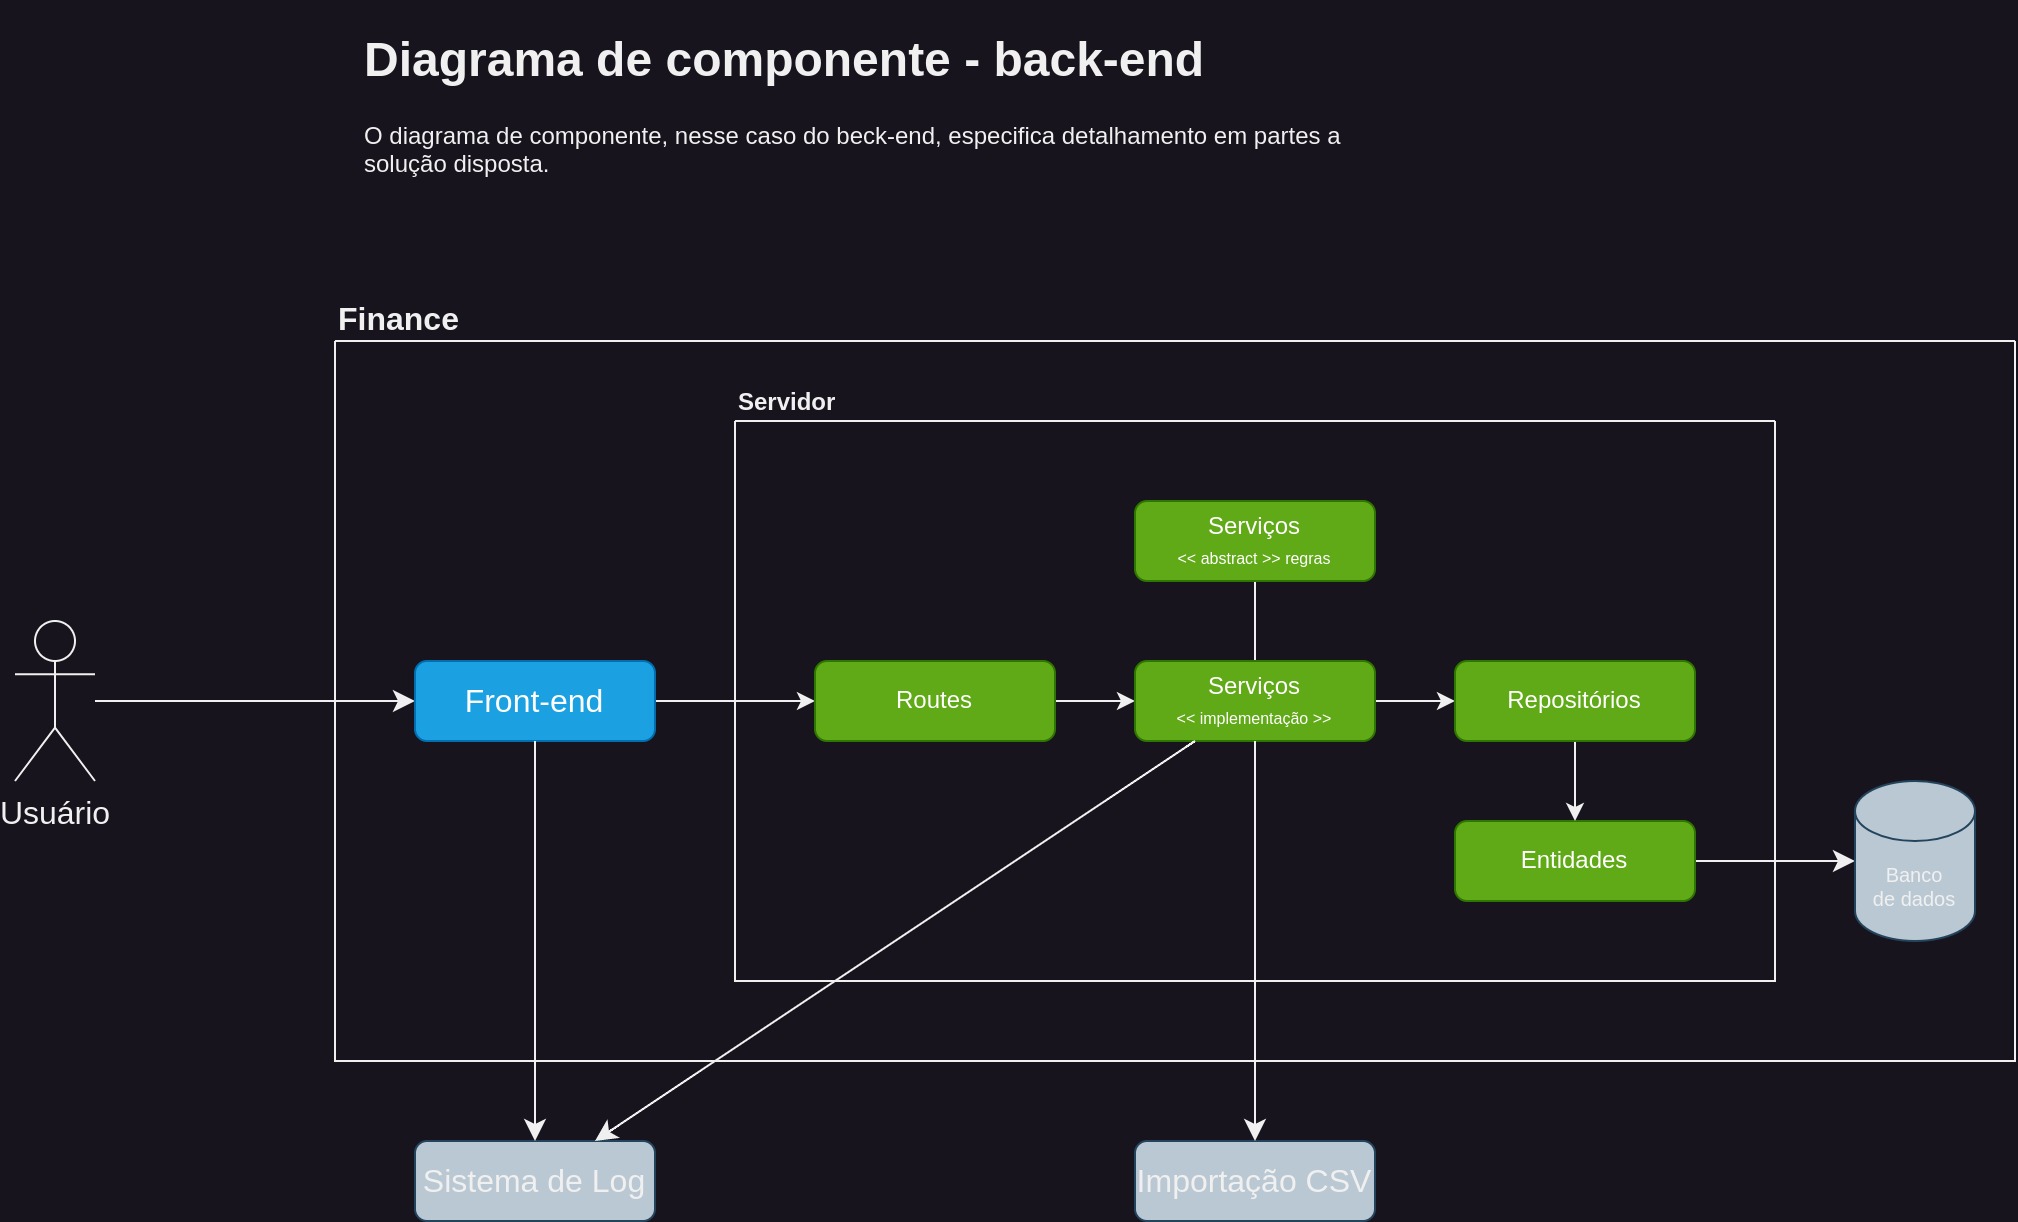 Diagrama de componente - back-end
O diagrama de componente, nesse caso do beck-end, especifica detalhamento em partes a
solução disposta.
Finance
Servidor
Serviços
<< abstract >> regras
Usuário
Front-end
Routes
Serviços
<< implementação >>
Repositórios
Entidades
Banco
de dados
Sistema de Log
Importação CSV